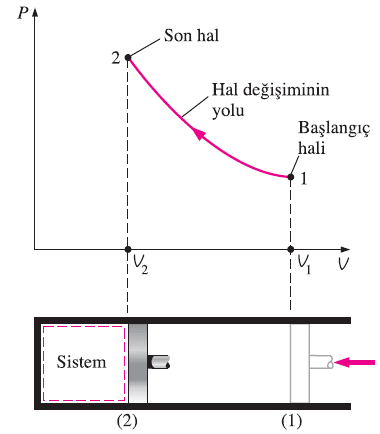 P
Son hal
2
Hal değişiminin
yolu
Başlangıç
hali
1
V₂
V₁
V
Sistem
(2)
(1)